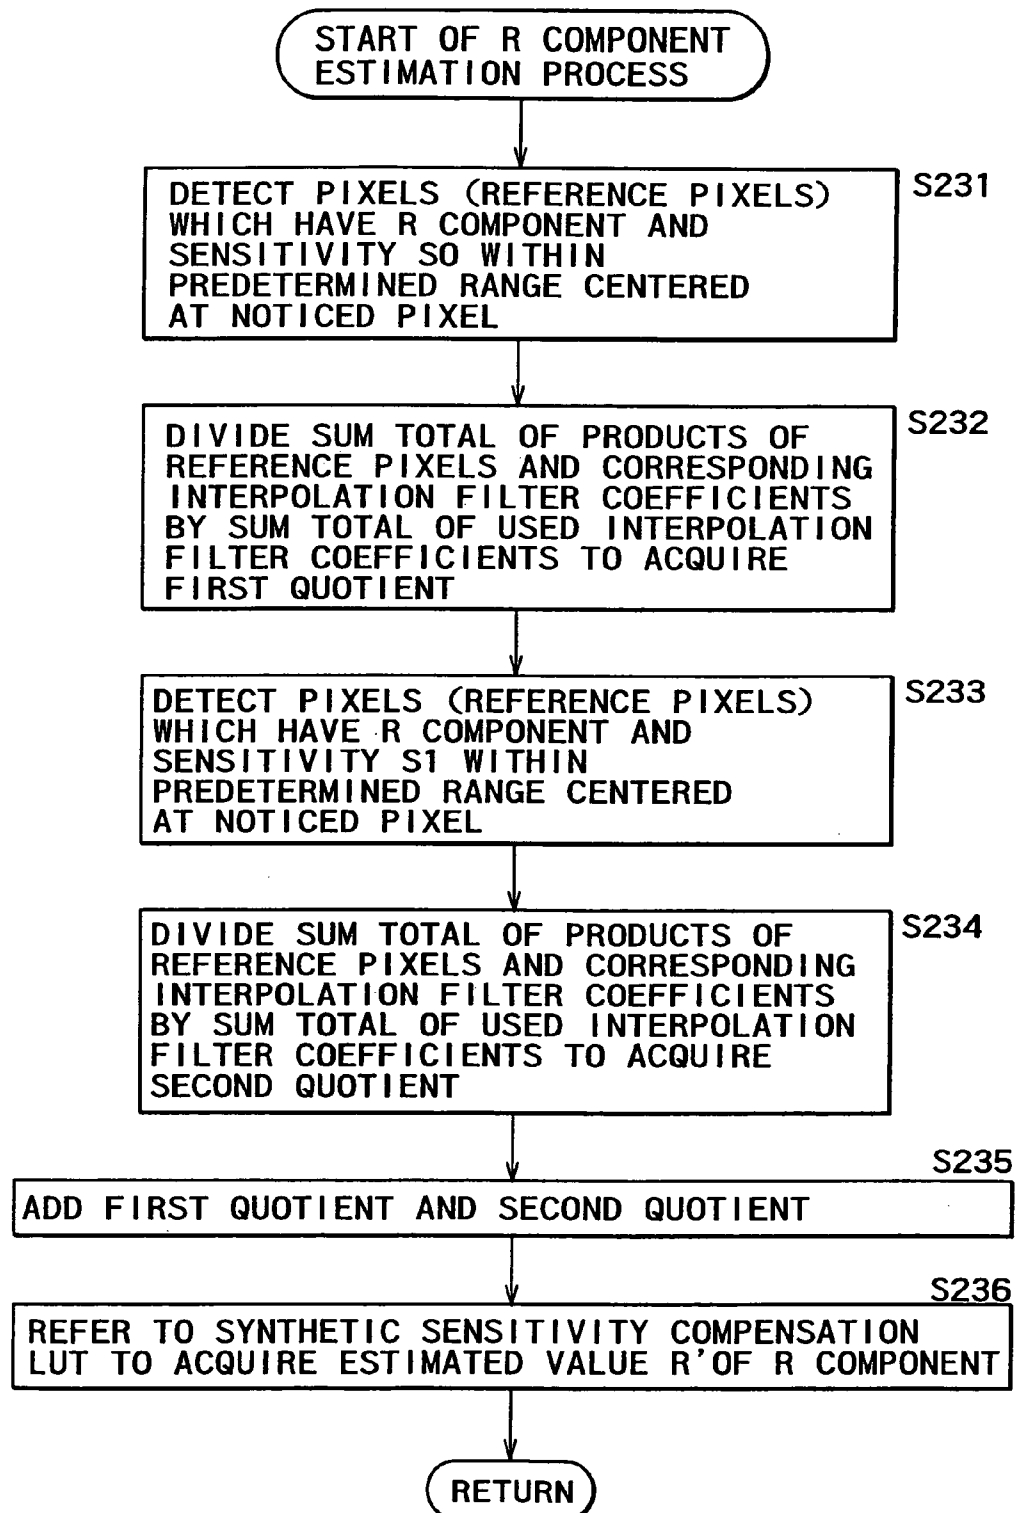 START OF R COMPONENT
ESTIMATION PROCESS
S231
DETECT PIXELS (REFERENCE PIXELS)
WHICH HAVE R COMPONENT AND
SENSITIVITY S0 WITHIN
PREDETERMINED RANGE CENTERED
AT NOTICED PIXEL
S232
DIVIDE SUM TOTAL OF PRODUCTS OF
REFERENCE PIXELS AND CORRESPONDING
INTERPOLATION FILTER COEFFICIENTS
BY SUM TOTAL OF USED INTERPOLATION
FILTER COEFFICIENTS TO ACQUIRE
FIRST QUOTIENT
S233
DETECT PIXELS (REFERENCE PIXELS)
WHICH HAVE R COMPONENT AND
SENSITIVITY S1 WITHIN
PREDETERMINED RANGE CENTERED
AT NOTICED PIXEL
S234
DIVIDE SUM TOTAL OF PRODUCTS OF
REFERENCE PIXELS AND CORRESPONDING
INTERPOLATION FILTER COEFFICIENTS
BY SUM TOTAL OF USED INTERPOLATION
FILTER COEFFICIENTS TO ACQUIRE
SECOND QUOTIENT
S235
ADD FIRST QUOTIENT AND SECOND QUOTIENT
S236
REFER TO SYNTHETIC SENSITIVITY COMPENSATION
LUT TO ACQUIRE ESTIMATED VALUE R'OF R COMPONENT
RETURN